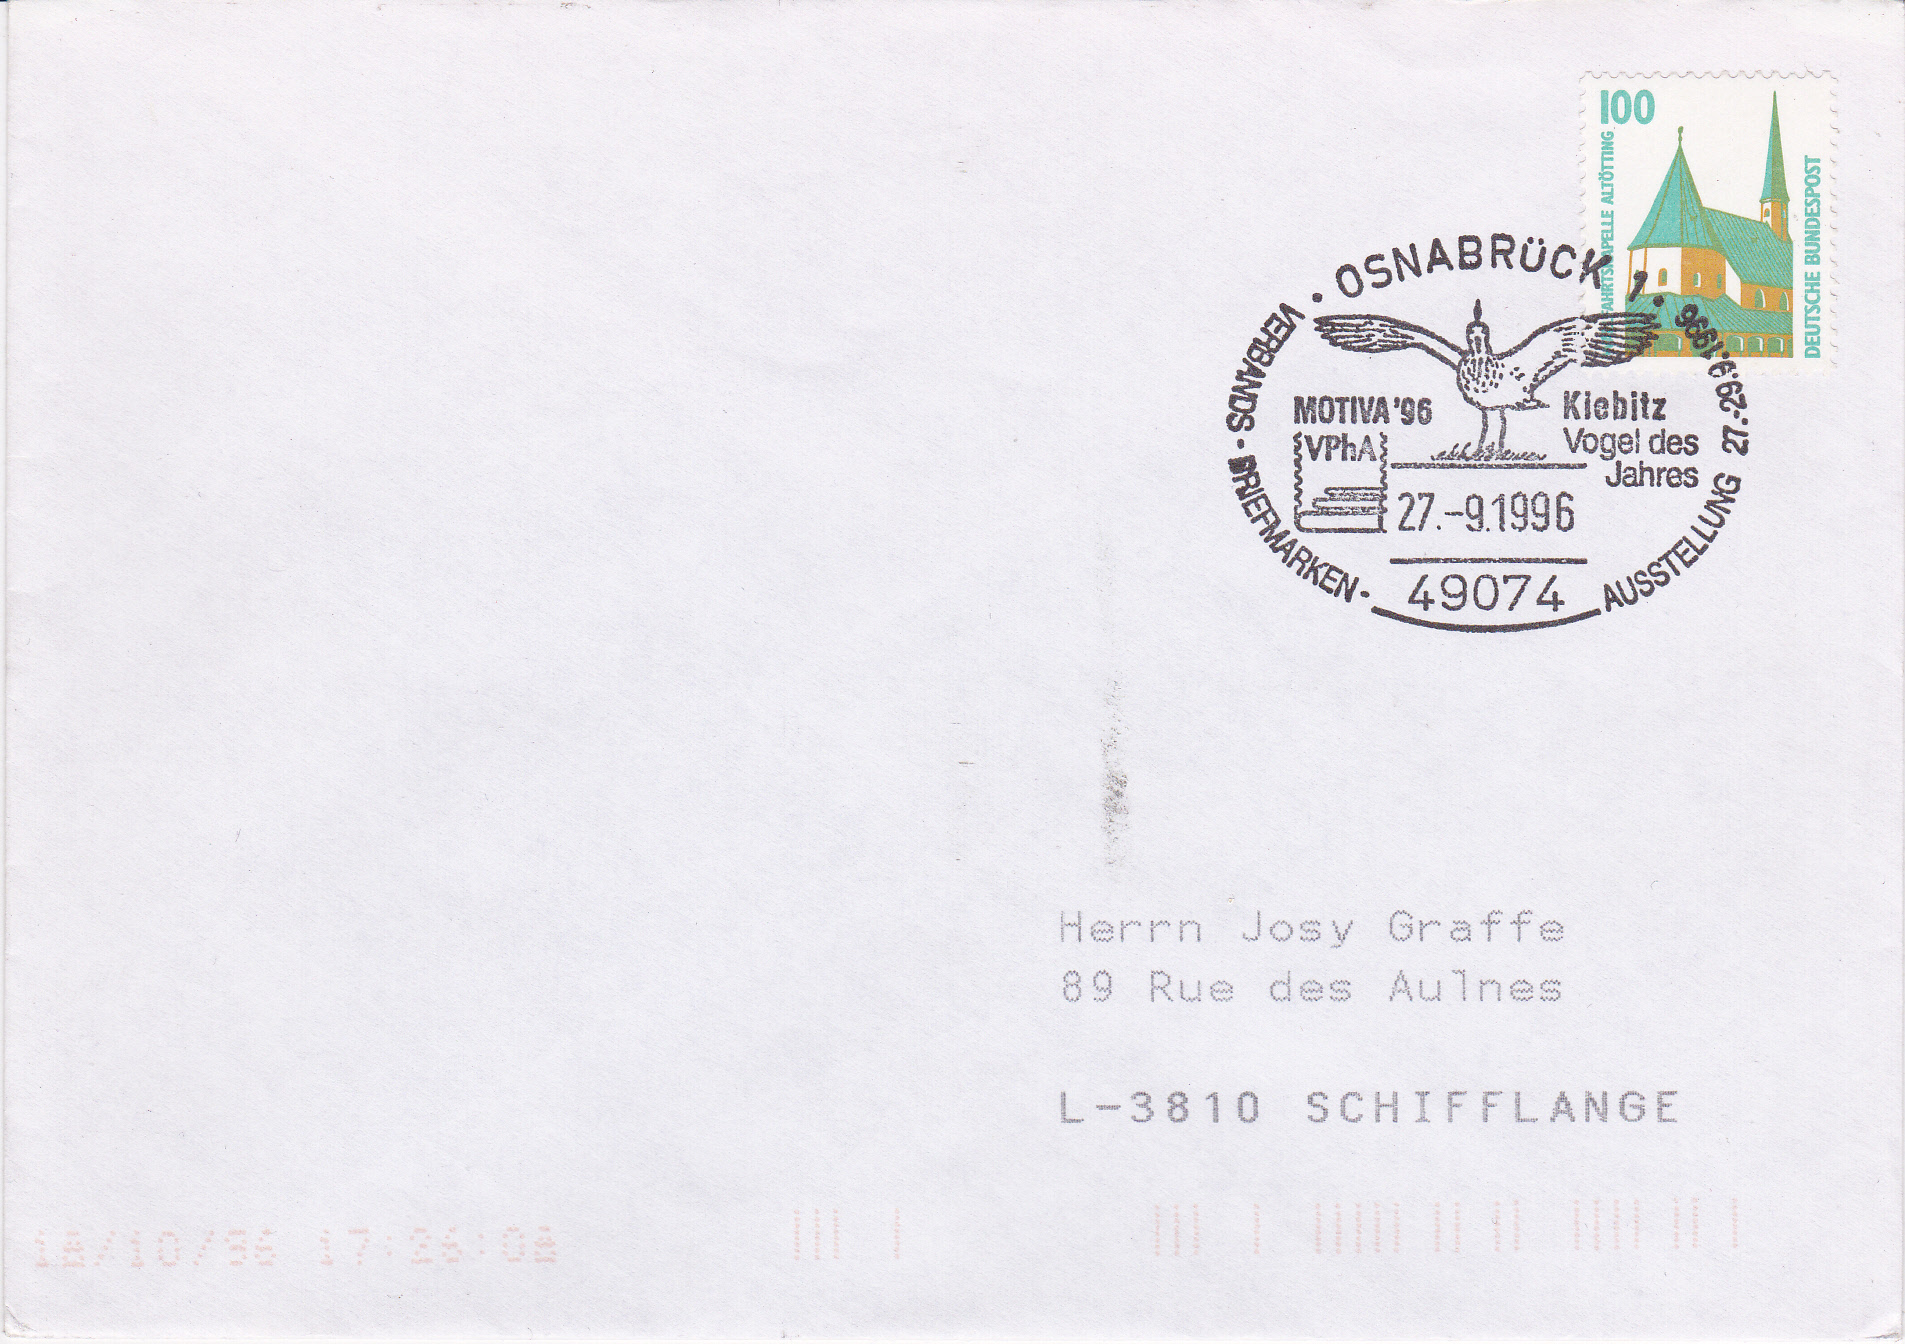 100
APELLE ALTÖTTING
DEUTSCHE BUNDESPOST
• OSNABRÜCK 1 •
VERBANDS - BRIEFMARKEN- AUSSTELLUNG 27.-29.9.1996
MOTIVA '96
VPhA
Kiebitz
Vogel des
Jahres
27.-9.1996
49074
Herrn Josy Graffe
89 Rue des Aulnes
L-3810 SCHIFFLANGE